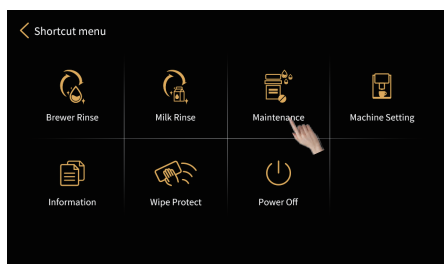 Shortcut menu
Brewer Rinse
Milk Rinse
Maintenance
Machine Setting
Information
Wipe Protect
Power Off